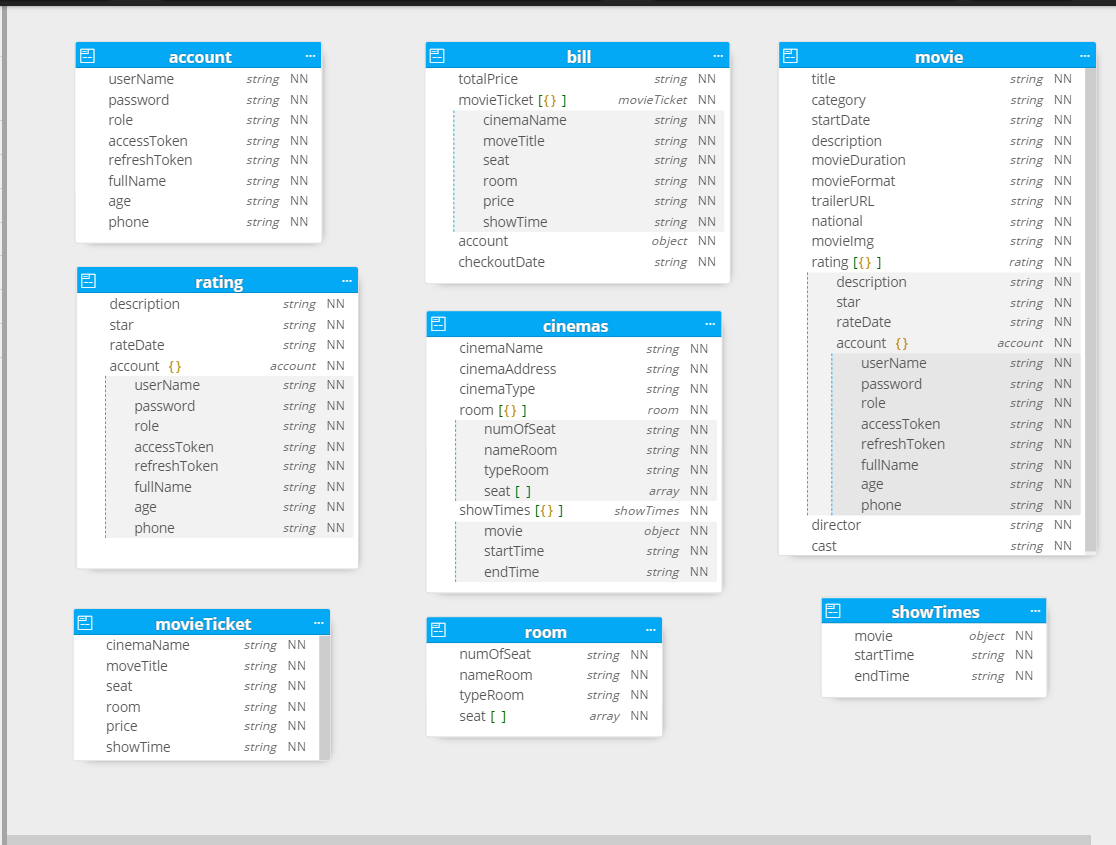 account ...
userName string NN
password string NN
role string NN
accessToken string NN
refreshToken string NN
fullName string NN
age string NN
phone string NN
rating ...
description string NN
star string NN
rateDate string NN
account {} account NN
userName string NN
password string NN
role string NN
accessToken string NN
refreshToken string NN
fullName string NN
age string NN
phone string NN
movieTicket ...
cinemaName string NN
moveTitle string NN
seat string NN
room string NN
price string NN
showTime string NN
bill ...
totalPrice string NN
movieTicket [{} ] movieTicket NN
cinemaName string NN
moveTitle string NN
seat string NN
room string NN
price string NN
showTime string NN
account object NN
checkoutDate string NN
cinemas ...
cinemaName string NN
cinemaAddress string NN
cinemaType string NN
room [{} ] room NN
numOfSeat string NN
nameRoom string NN
typeRoom string NN
seat [ ] array NN
showTimes [{} ] showTimes NN
movie object NN
startTime string NN
endTime string NN
room ...
numOfSeat string NN
nameRoom string NN
typeRoom string NN
seat [ ] array NN
movie ...
title string NN
category string NN
startDate string NN
description string NN
movieDuration string NN
movieFormat string NN
trailerURL string NN
national string NN
movieImg string NN
rating [{} ] rating NN
description string NN
star string NN
rateDate string NN
account {} account NN
userName string NN
password string NN
role string NN
accessToken string NN
refreshToken string NN
fullName string NN
age string NN
phone string NN
director string NN
cast string NN
showTimes ...
movie object NN
startTime string NN
endTime string NN